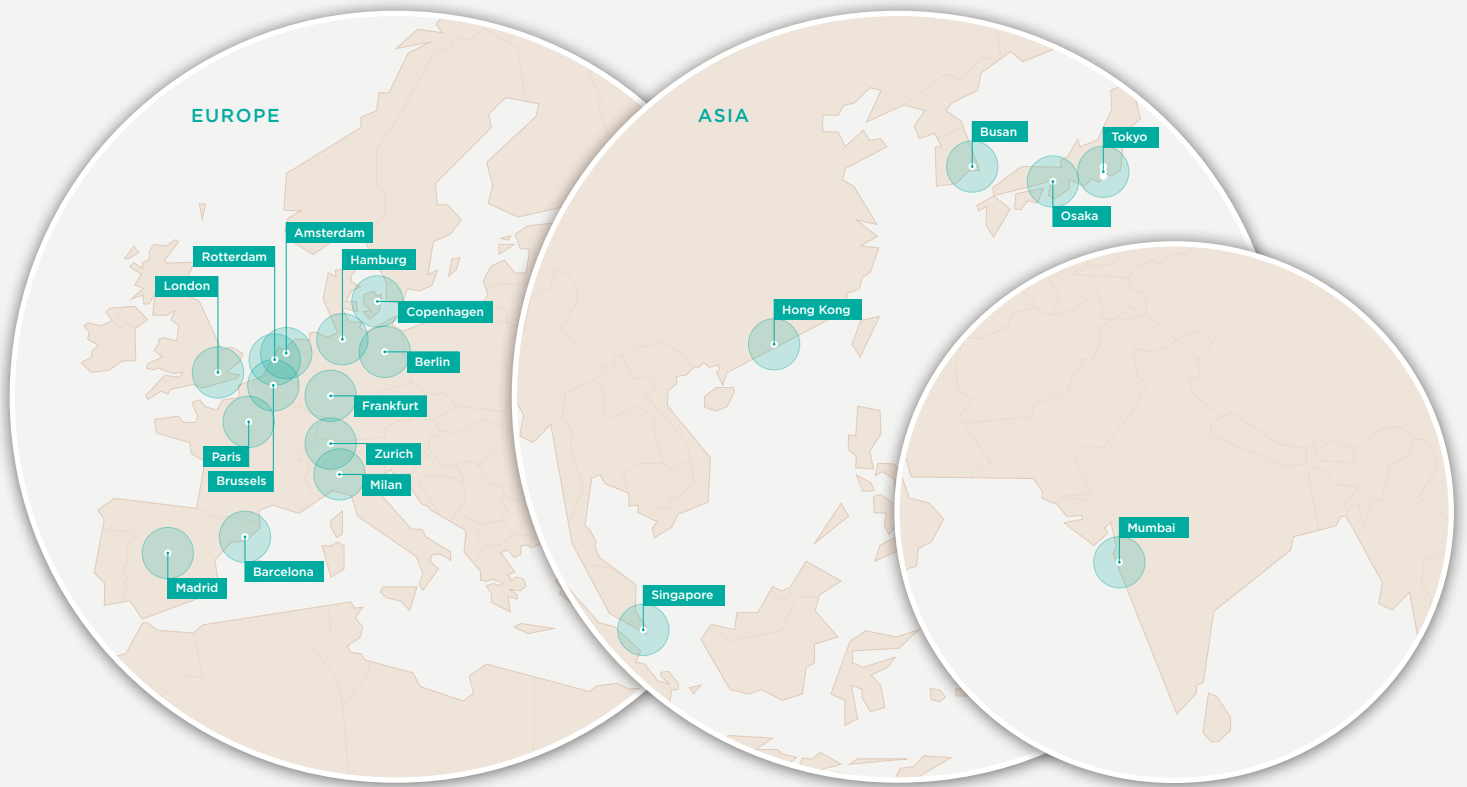 EUROPE
Amsterdam
Rotterdam
Hamburg
London
Copenhagen
Berlin
Frankfurt
Paris
Zurich
Brussels
Milan
Madrid
Barcelona
ASIA
Busan
Tokyo
Osaka
Hong Kong
Singapore
Mumbai